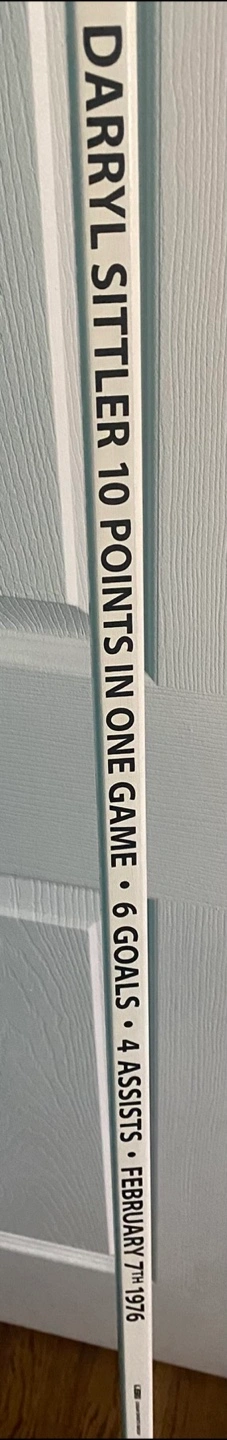 DARRYL SITTLER 10 POINTS IN ONE GAME • 6 GOALS • 4 ASSISTS • FEBRUARY 7TH 1976